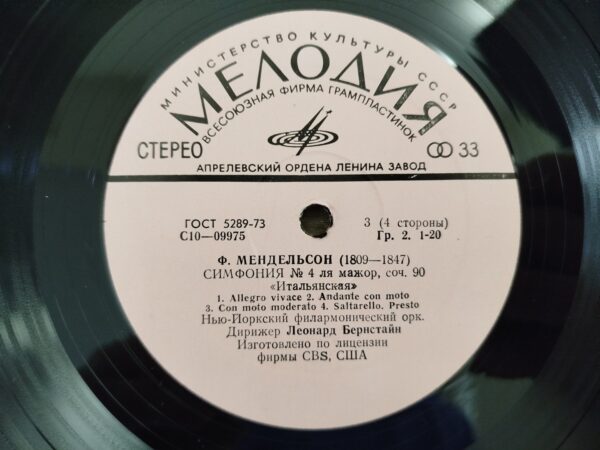 МИНИСТЕРСТВО КУЛЬТУРЫ СССР
МЕЛОДИЯ
ВСЕСОЮЗНАЯ ФИРМА ГРАМПЛАСТИНОК
СТЕРЕО
33
АПРЕЛЕВСКИЙ ОРДЕНА ЛЕНИНА ЗАВОД
ГОСТ 5289-73
3 (4 стороны)
С10—09975
Гр. 2. 1-20
Ф. МЕНДЕЛЬСОН (1809—1847)
СИМФОНИЯ № 4 ля мажор, соч. 90
«Итальянская»
1. Allegro vivace 2. Andante con moto
3. Con moto moderato 4. Saltarello. Presto
Нью-Йоркский филармонический орк.
Дирижер Леонард Бернстайн
Изготовлено по лицензии
фирмы CBS, США